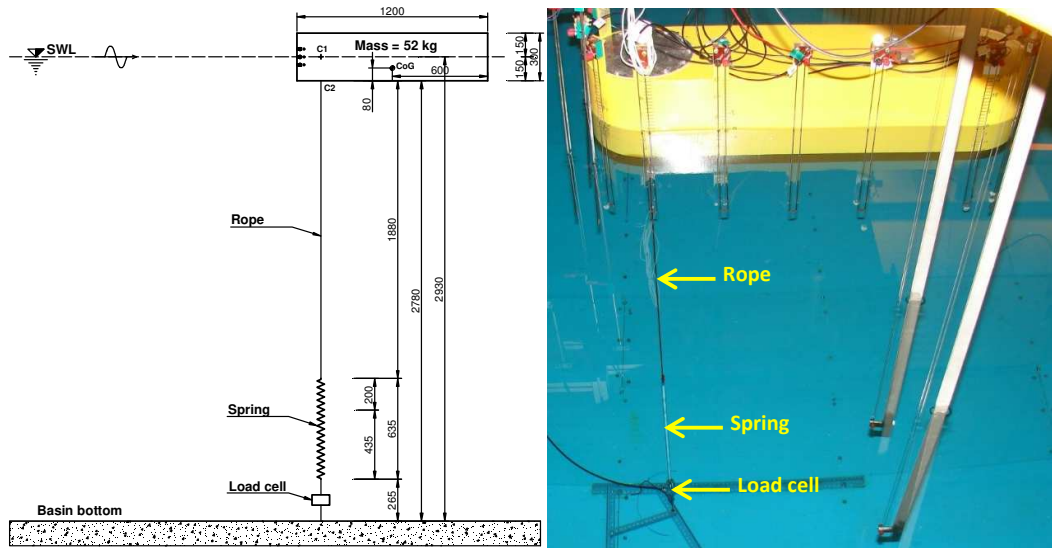 1200
SWL
C1
Mass = 52 kg
CoG
600
150
150
300
C2
80
Rope
1880
2780
2930
Spring
200
435
635
Load cell
265
Basin bottom
Rope
Spring
Load cell